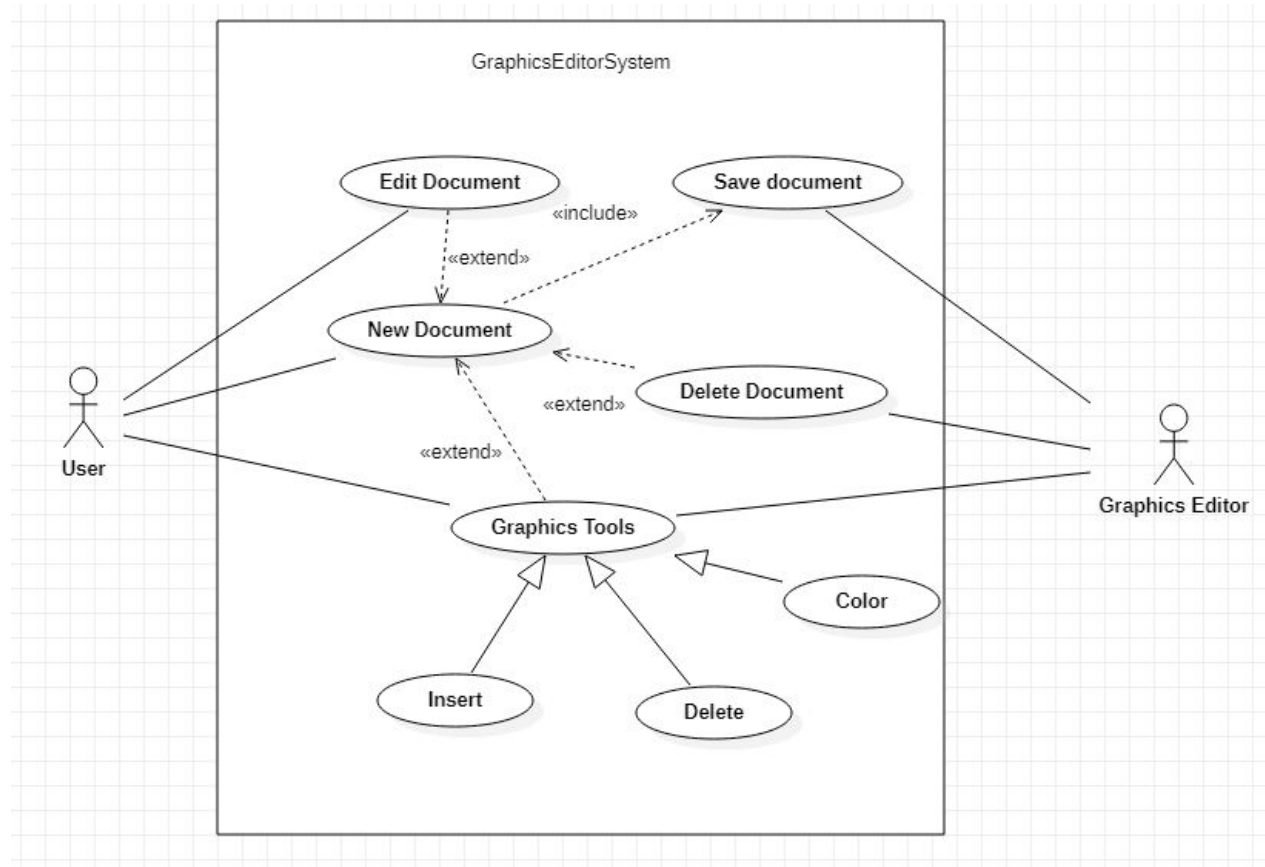 GraphicsEditorSystem
Edit Document
Save document
«include»
«extend»
New Document
Delete Document
«extend»
«extend»
User
Graphics Editor
Graphics Tools
Color
Insert
Delete